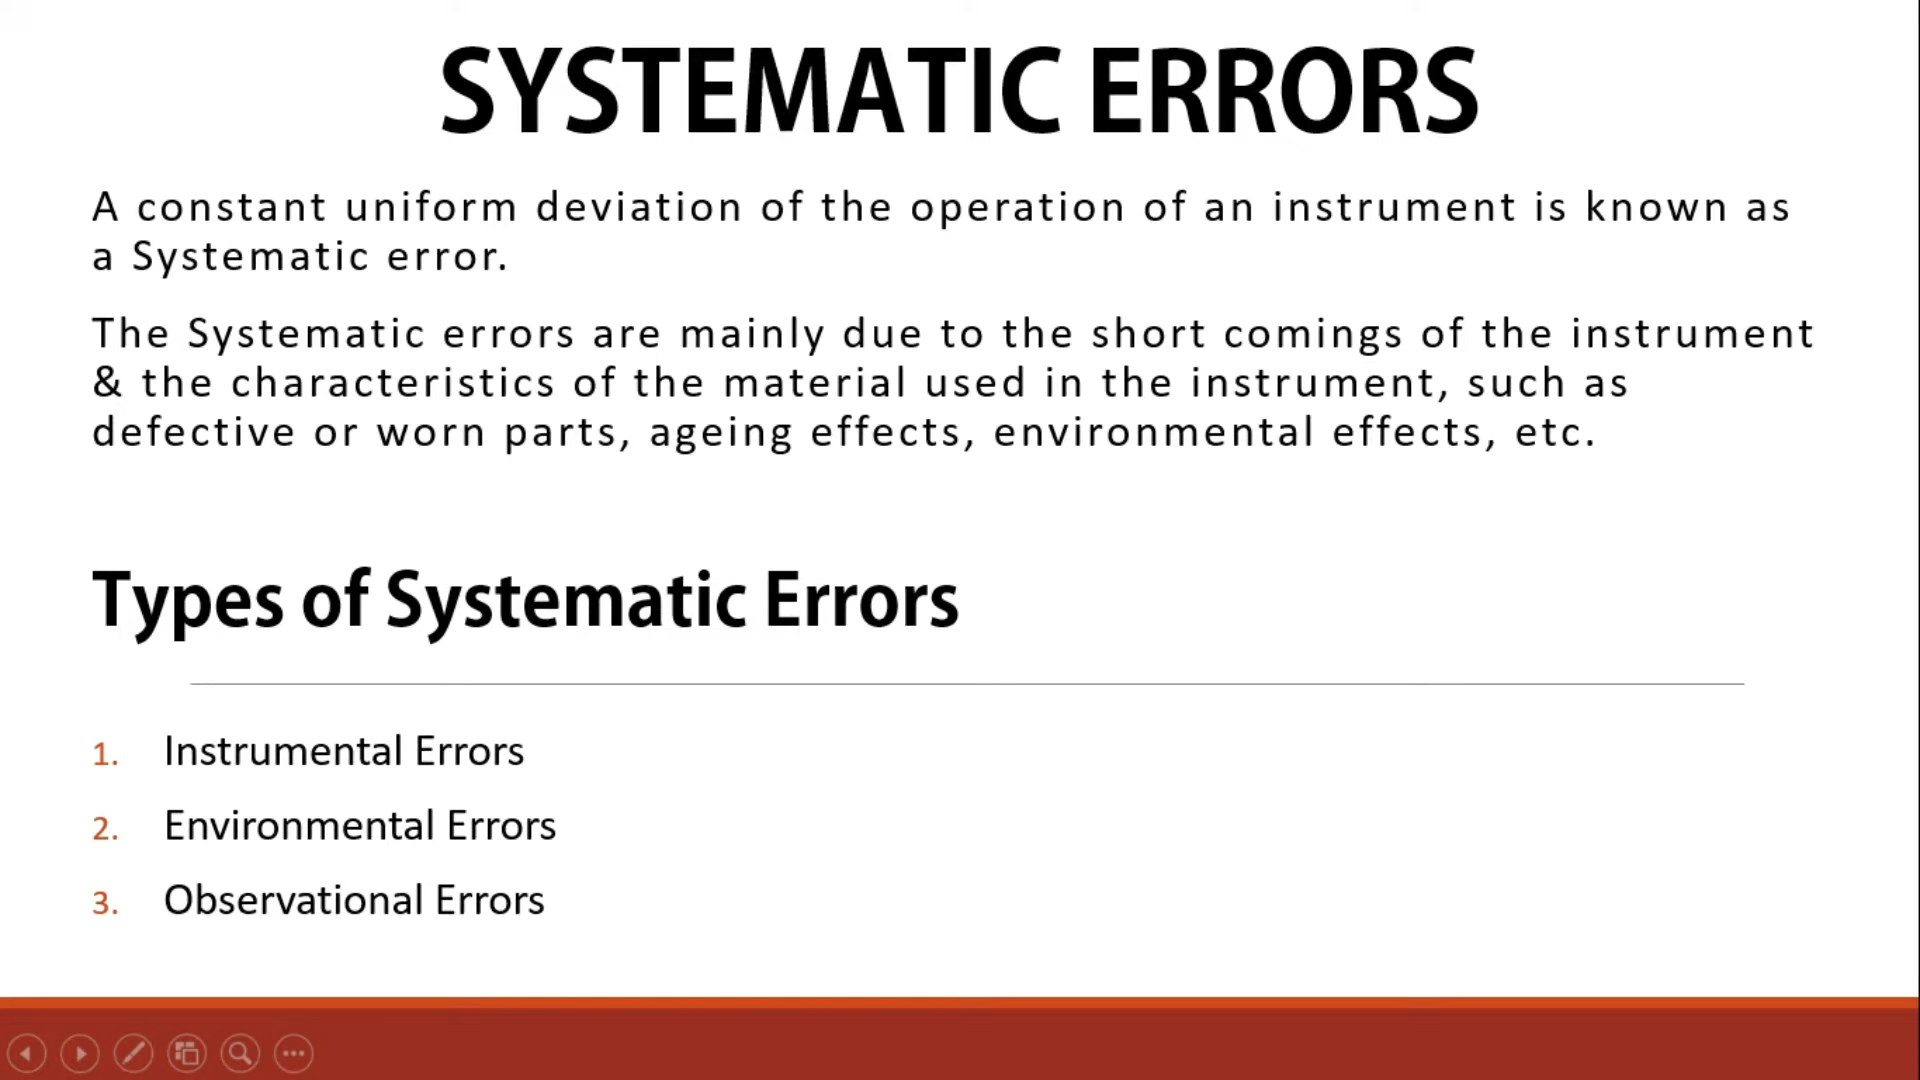 SYSTEMATIC ERRORS
A constant uniform deviation of the operation of an instrument is known as
a Systematic error.
The Systematic errors are mainly due to the short comings of the instrument
& the characteristics of the material used in the instrument, such as
defective or worn parts, ageing effects, environmental effects, etc.
Types of Systematic Errors
1. Instrumental Errors
2. Environmental Errors
3. Observational Errors